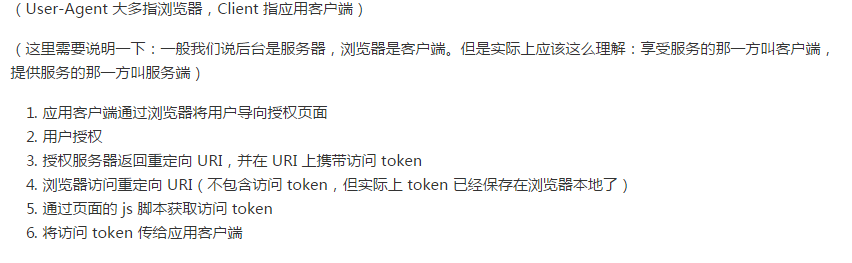 （User-Agent 大多指浏览器，Client 指应用客户端）
（这里需要说明一下：一般我们说后台是服务器，浏览器是客户端。但是实际上应该这么理解：享受服务的那一方叫客户端，
提供服务的那一方叫服务端）
1. 应用客户端通过浏览器将用户导向授权页面
2. 用户授权
3. 授权服务器返回重定向 URI，并在 URI 上携带访问 token
4. 浏览器访问重定向 URI（不包含访问 token，但实际上 token 已经保存在浏览器本地了）
5. 通过页面的 js 脚本获取访问 token
6. 将访问 token 传给应用客户端